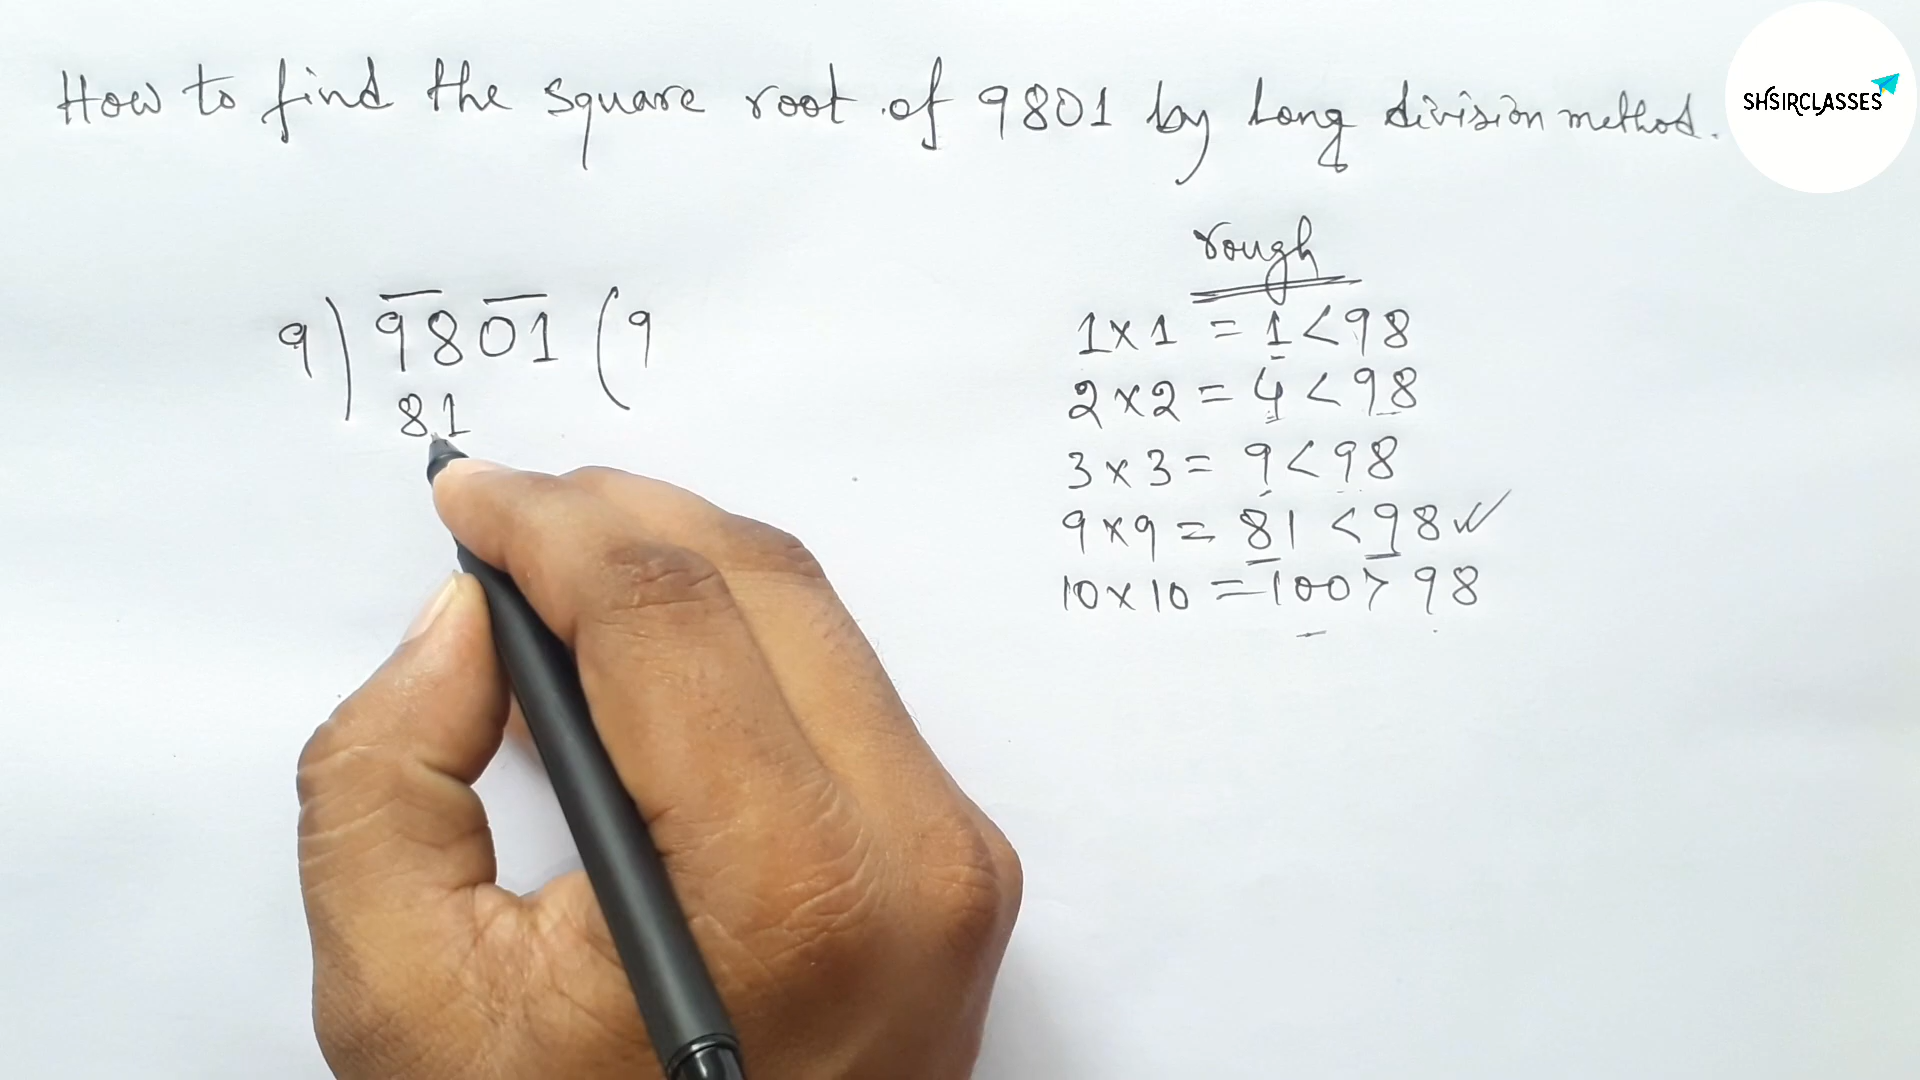 How to find the square root of 9801 by long division method.
SHSIRCLASSES
rough
9 ) 9801 ( 9
81
1 x 1 = 1 < 98
2 x 2 = 4 < 98
3 x 3 = 9 < 98
9 x 9 = 81 < 98 ✓
10 x 10 = 100 > 98